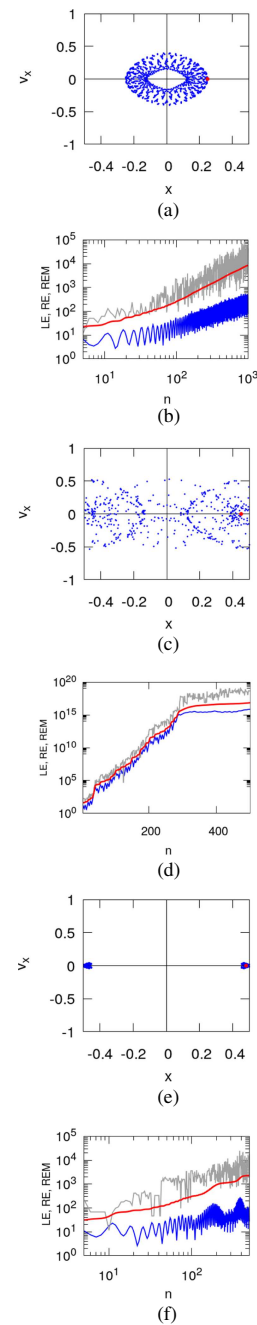 1
0.5
0
-0.5
-1
v_x
-0.4 -0.2 0 0.2 0.4
x
(a)
10^5
10^4
10^3
10^2
10^1
10^0
LE, RE, REM
10^1 10^2 10^3
n
(b)
1
0.5
0
-0.5
-1
v_x
-0.4 -0.2 0 0.2 0.4
x
(c)
10^20
10^15
10^10
10^5
10^0
LE, RE, REM
200 400
n
(d)
1
0.5
0
-0.5
-1
v_x
-0.4 -0.2 0 0.2 0.4
x
(e)
10^5
10^4
10^3
10^2
10^1
10^0
LE, RE, REM
10^1 10^2
n
(f)